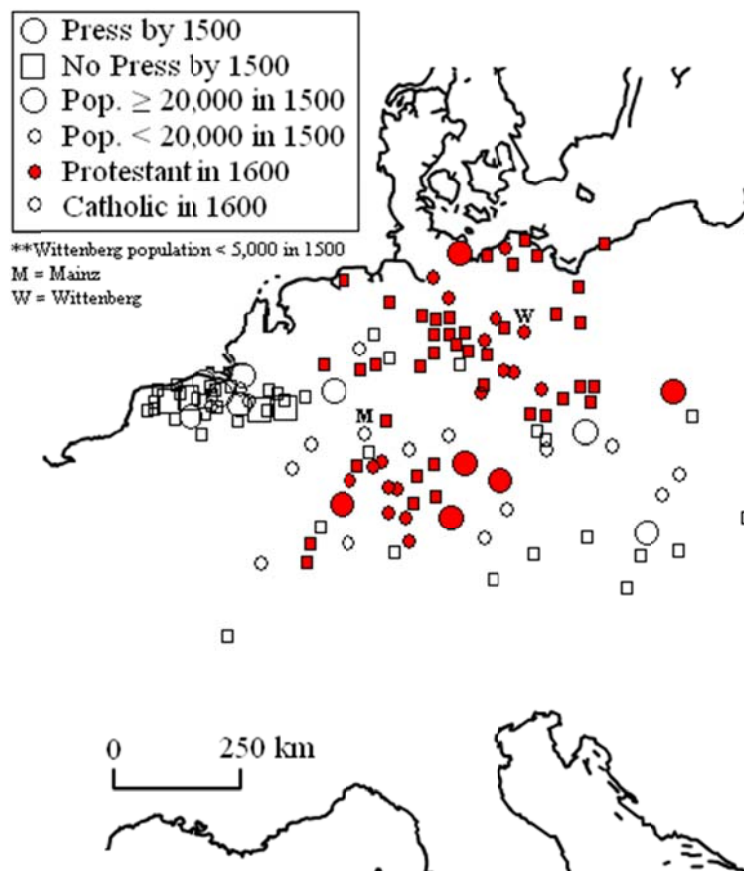 Press by 1500
No Press by 1500
Pop. ≥ 20,000 in 1500
Pop. < 20,000 in 1500
Protestant in 1600
Catholic in 1600
**Wittenberg population < 5,000 in 1500
M = Mainz
W = Wittenberg
W
M
0 250 km